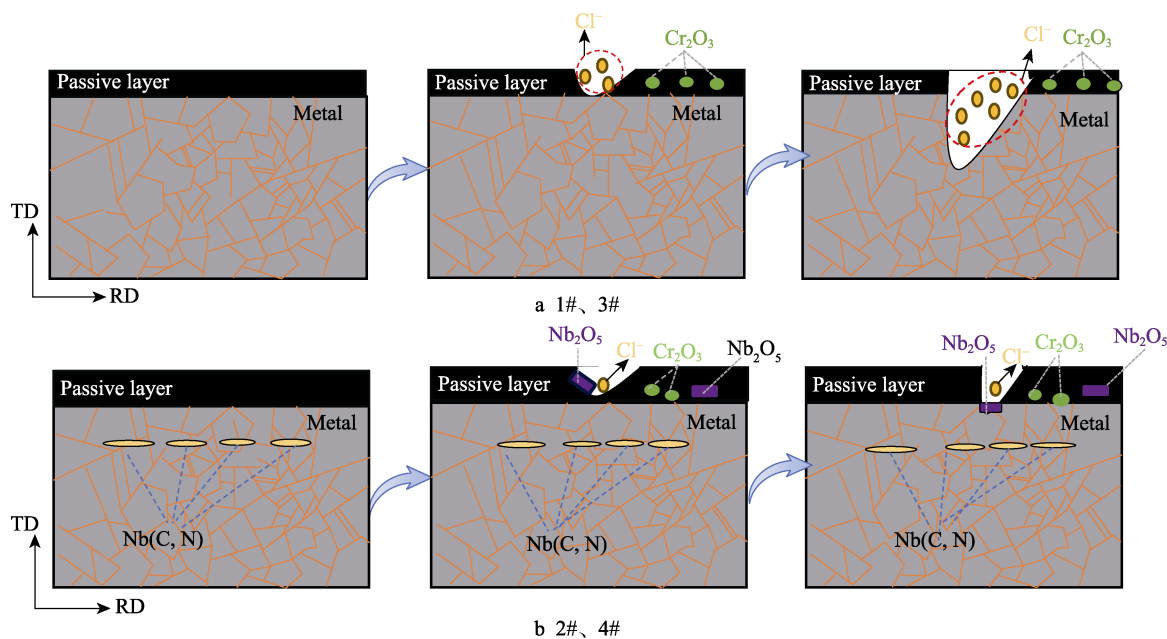 Cl⁻
Cr₂O₃
Cl⁻
Cr₂O₃
Passive layer
Passive layer
Passive layer
Metal
Metal
Metal
TD
RD
a 1#、3#
Nb₂O₅
Cl⁻
Cr₂O₃
Nb₂O₅
Nb₂O₅
Cl⁻
Cr₂O₃
Nb₂O₅
Passive layer
Passive layer
Passive layer
Metal
Metal
Metal
Nb(C, N)
Nb(C, N)
Nb(C, N)
TD
RD
b 2#、4#